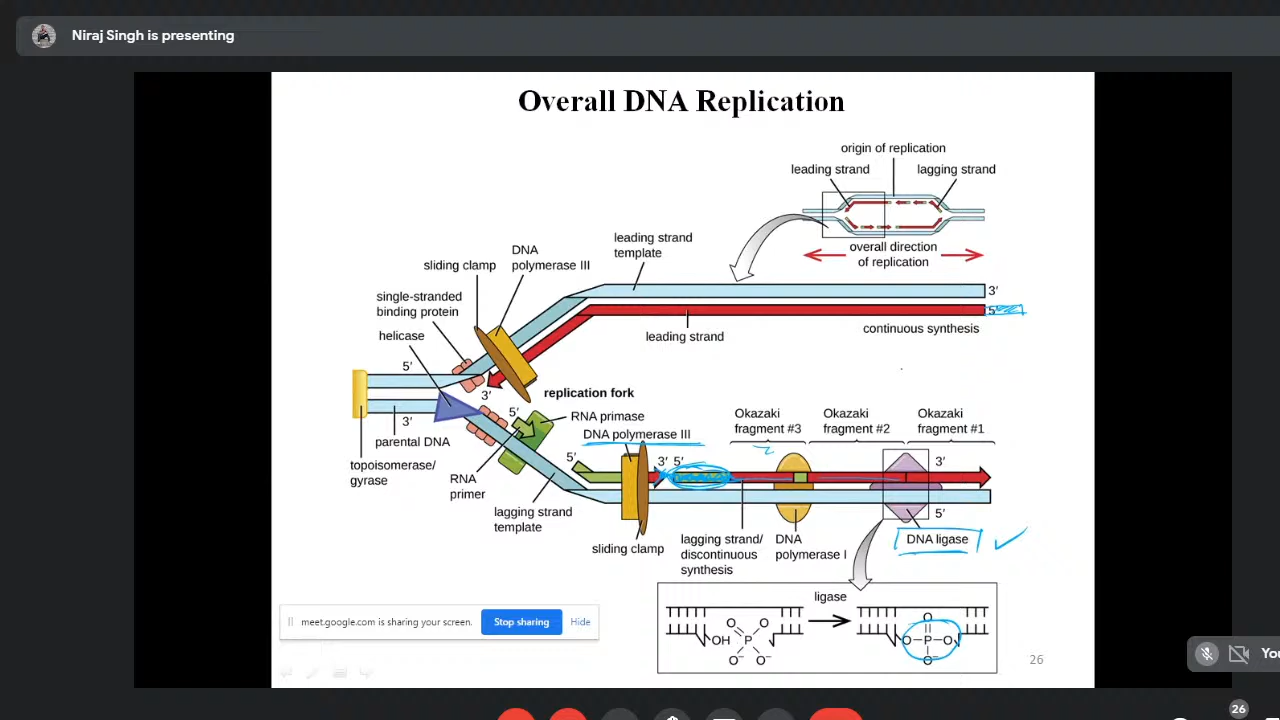 Niraj Singh is presenting
Overall DNA Replication
origin of replication
leading strand
lagging strand
overall direction
of replication
leading strand
template
DNA
polymerase III
sliding clamp
single-stranded
binding protein
helicase
3′
5′
leading strand
continuous synthesis
5′
3′
replication fork
3′
parental DNA
topoisomerase/
gyrase
5′
RNA primase
DNA polymerase III
RNA
primer
lagging strand
template
5′
3′ 5′
Okazaki
fragment #3
Okazaki
fragment #2
Okazaki
fragment #1
3′
5′
sliding clamp
lagging strand/
discontinuous
synthesis
DNA
polymerase I
DNA ligase
ligase
OH
O
O
P
O⁻
O⁻
O
O–P–O
O⁻
meet.google.com is sharing your screen.
Stop sharing
Hide
26
You
26